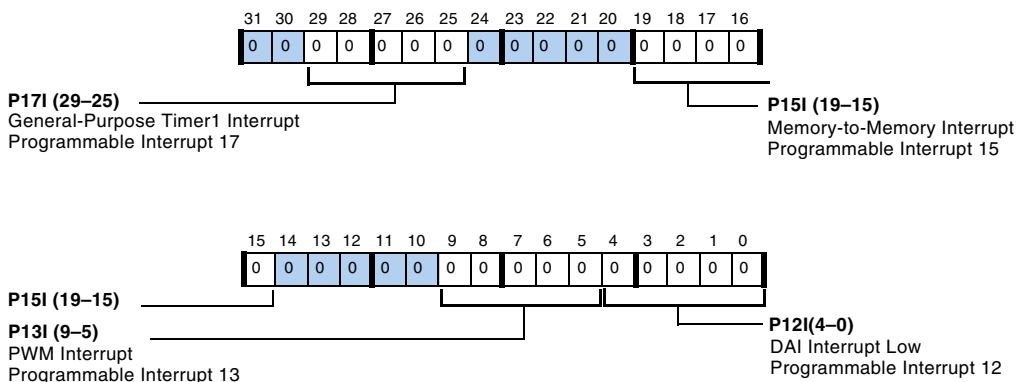 31 30 29 28 27 26 25 24 23 22 21 20 19 18 17 16
0 0 0 0 0 0 0 0 0 0 0 0 0 0 0 0
P17I (29–25)
General-Purpose Timer1 Interrupt
Programmable Interrupt 17
P15I (19–15)
Memory-to-Memory Interrupt
Programmable Interrupt 15
15 14 13 12 11 10 9 8 7 6 5 4 3 2 1 0
0 0 0 0 0 0 0 0 0 0 0 0 0 0 0 0
P15I (19–15)
P13I (9–5)
PWM Interrupt
Programmable Interrupt 13
P12I(4–0)
DAI Interrupt Low
Programmable Interrupt 12